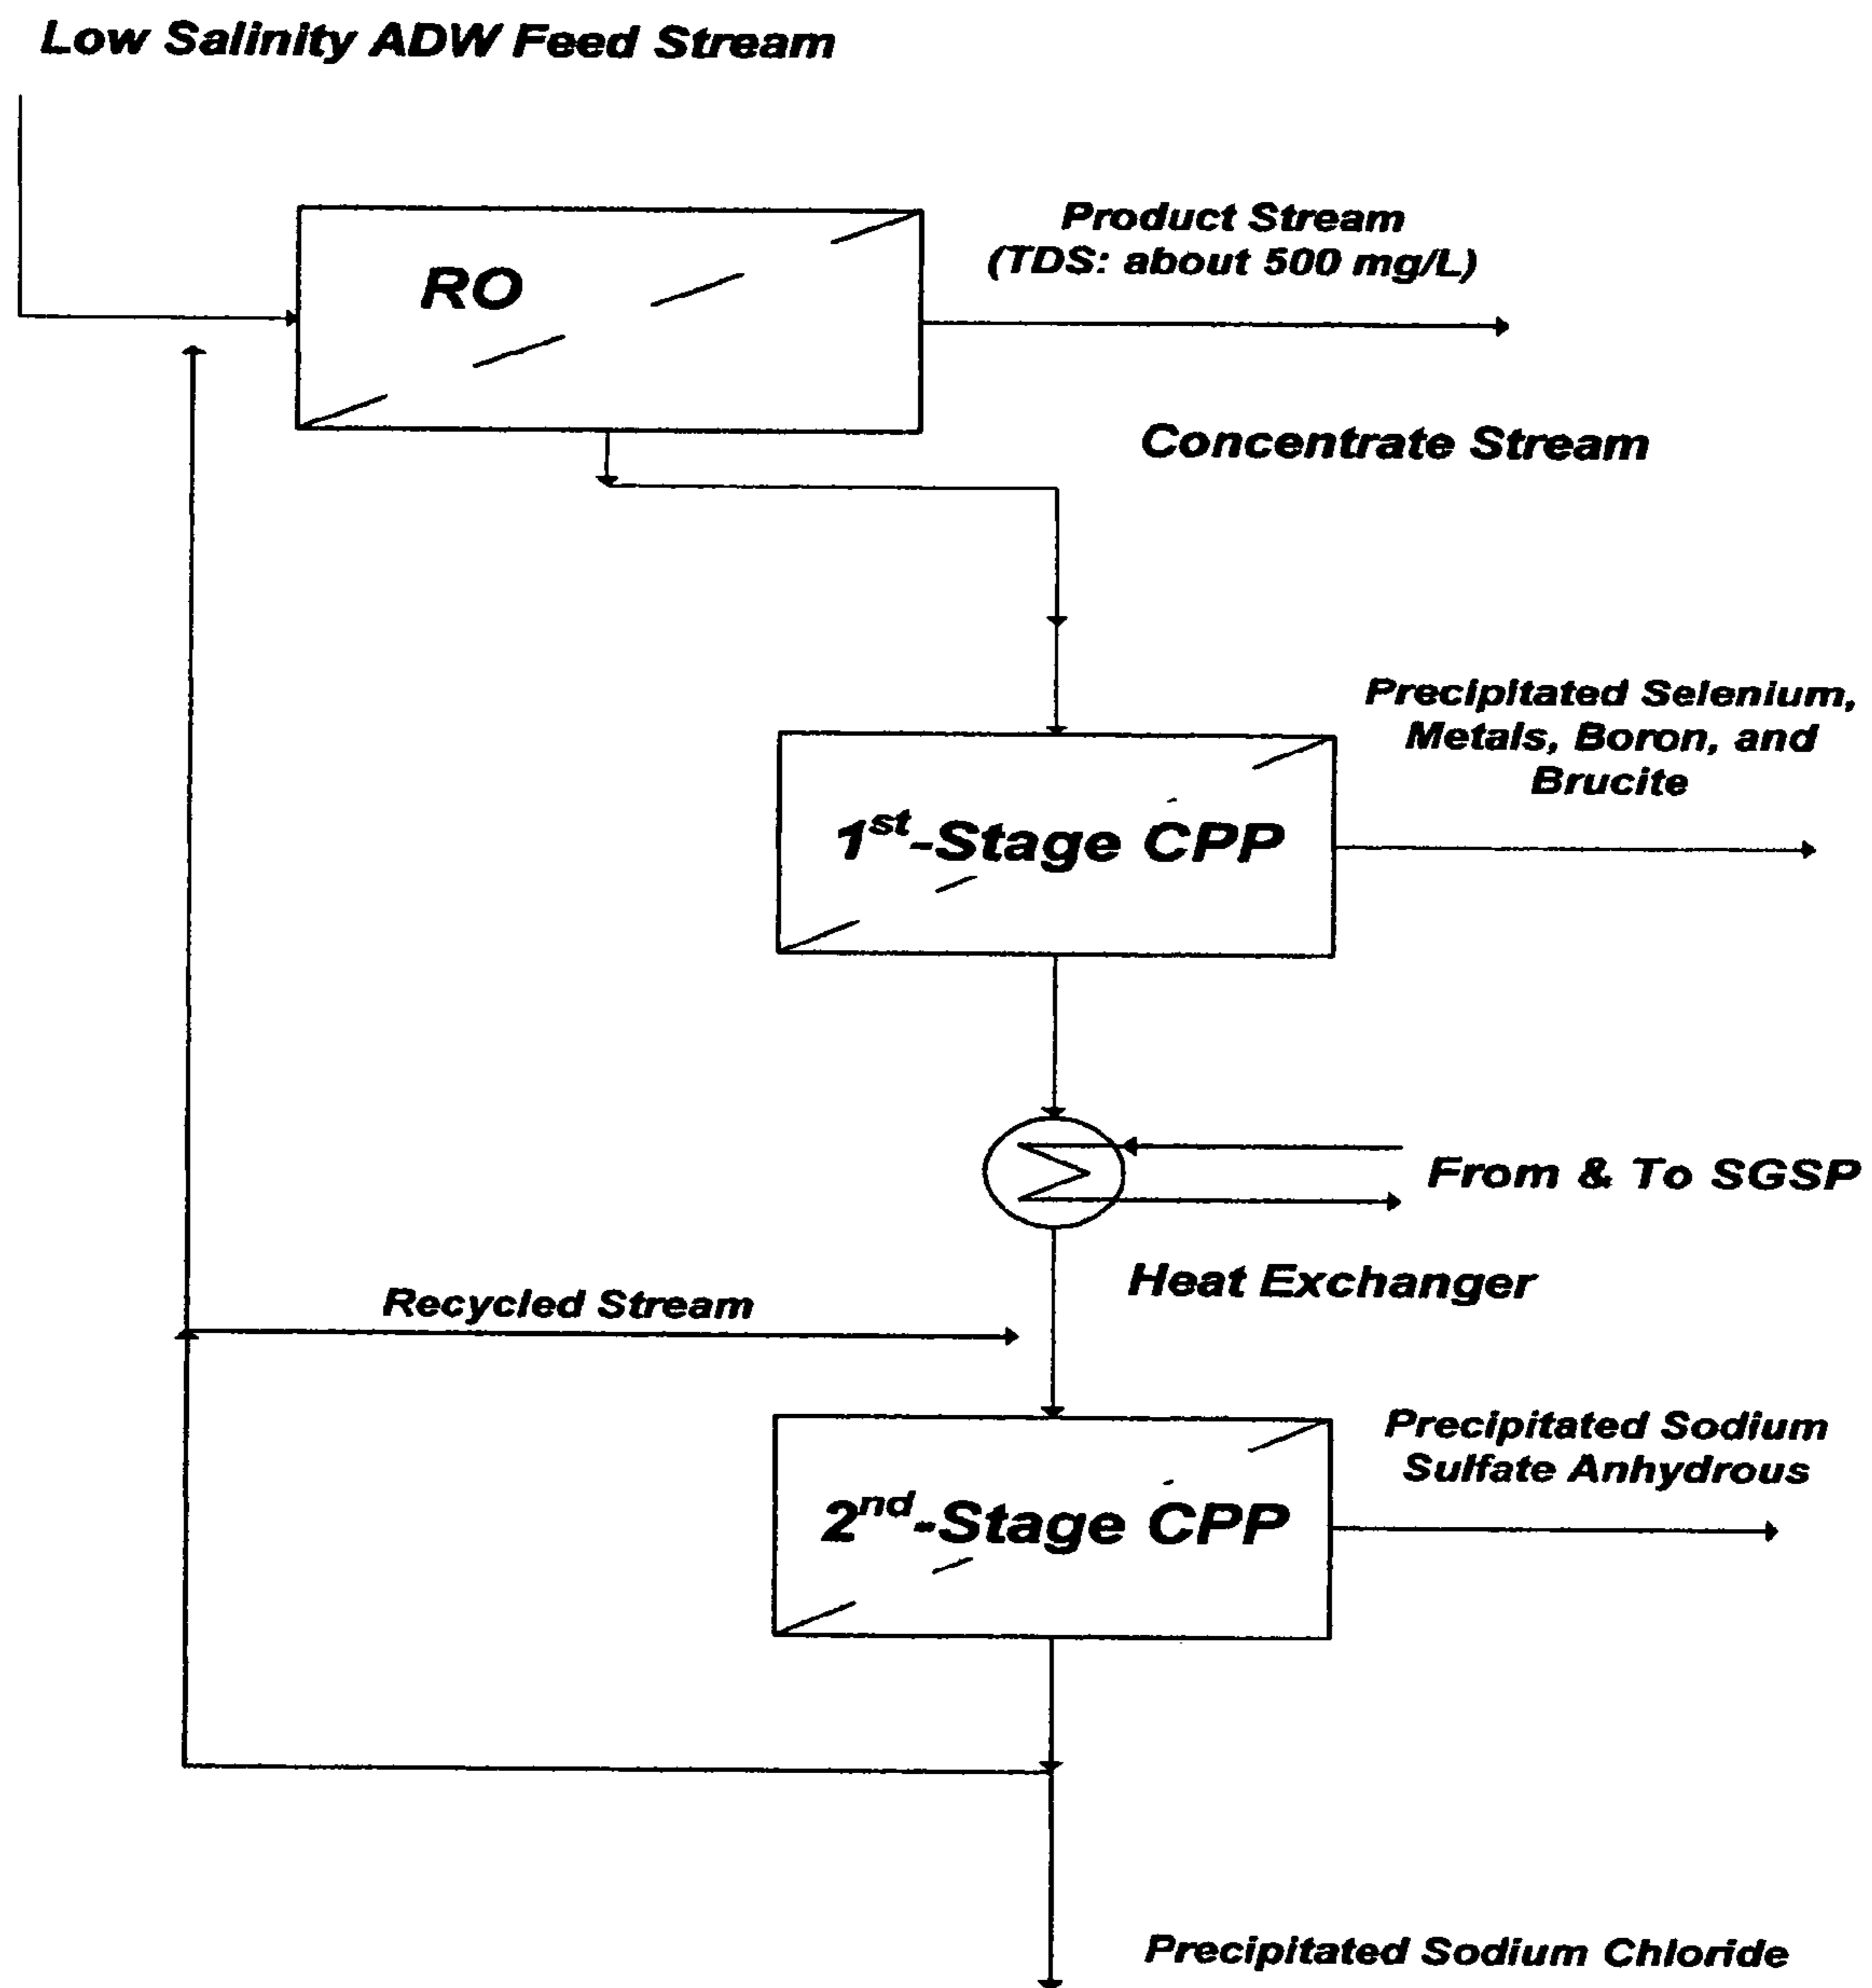 Low Salinity ADW Feed Stream
RO
Product Stream
(TDS: about 500 mg/L)
Concentrate Stream
Precipitated Selenium,
Metals, Boron, and
Brucite
1st-Stage CPP
From & To SGSP
Heat Exchanger
Recycled Stream
Precipitated Sodium
Sulfate Anhydrous
2nd-Stage CPP
Precipitated Sodium Chloride